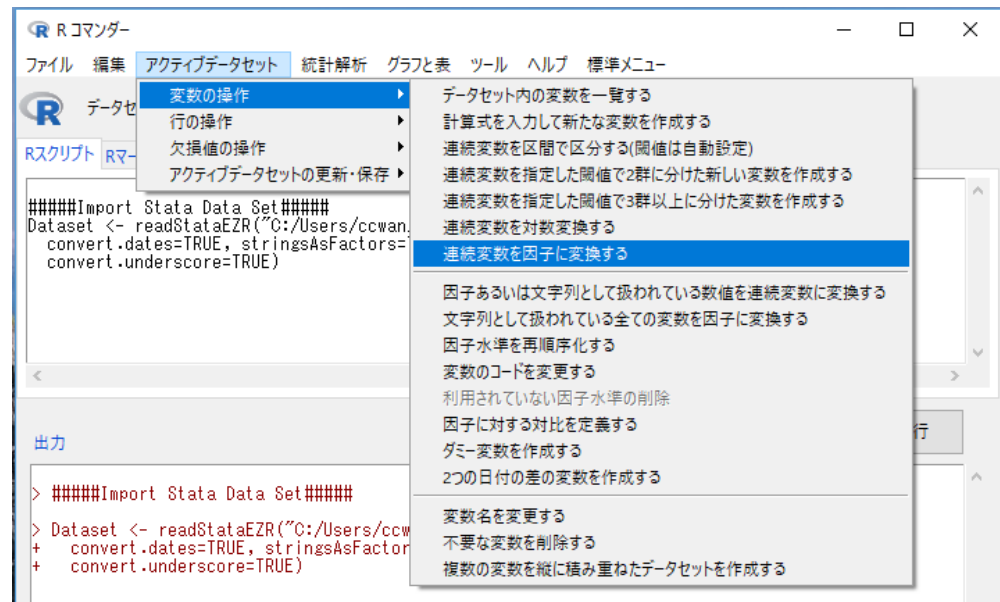 R コマンダー
ファイル 編集 アクティブデータセット 統計解析 グラフと表 ツール ヘルプ 標準メニュー
データセ
変数の操作
行の操作
欠損値の操作
アクティブデータセットの更新・保存
データセット内の変数を一覧する
計算式を入力して新たな変数を作成する
連続変数を区間で区分する(閾値は自動設定)
連続変数を指定した閾値で2群に分けた新しい変数を作成する
連続変数を指定した閾値で3群以上に分けた変数を作成する
連続変数を対数変換する
連続変数を因子に変換する
因子あるいは文字列として扱われている数値を連続変数に変換する
文字列として扱われている全ての変数を因子に変換する
因子水準を再順序化する
変数のコードを変更する
利用されていない因子水準の削除
因子に対する対比を定義する
ダミー変数を作成する
2つの日付の差の変数を作成する
変数名を変更する
不要な変数を削除する
複数の変数を縦に積み重ねたデータセットを作成する
Rスクリプト Rマー
#####Import Stata Data Set#####
Dataset <- readStataEZR("C:/Users/ccwan
convert.dates=TRUE, stringsAsFactors=
convert.underscore=TRUE)
行
出力
> #####Import Stata Data Set#####
> Dataset <- readStataEZR("C:/Users/ccw
+ convert.dates=TRUE, stringsAsFactor
+ convert.underscore=TRUE)